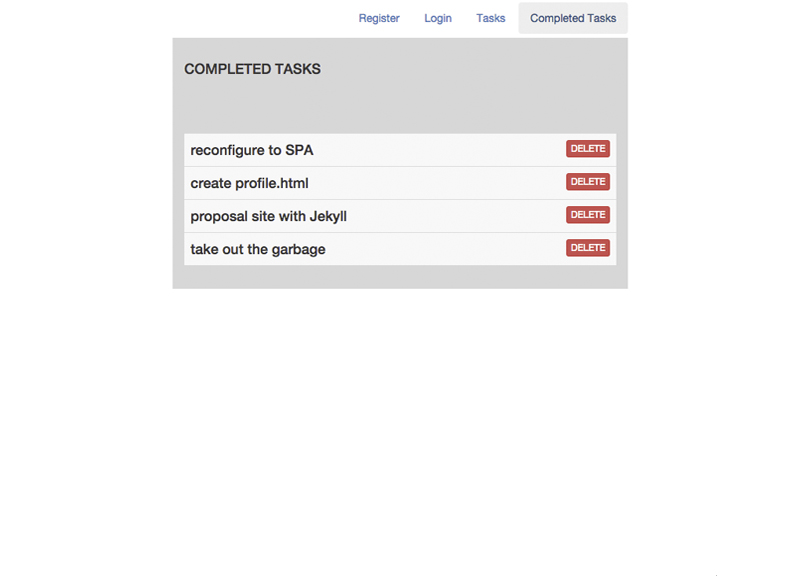 Register Login Tasks Completed Tasks
COMPLETED TASKS
reconfigure to SPA DELETE
create profile.html DELETE
proposal site with Jekyll DELETE
take out the garbage DELETE